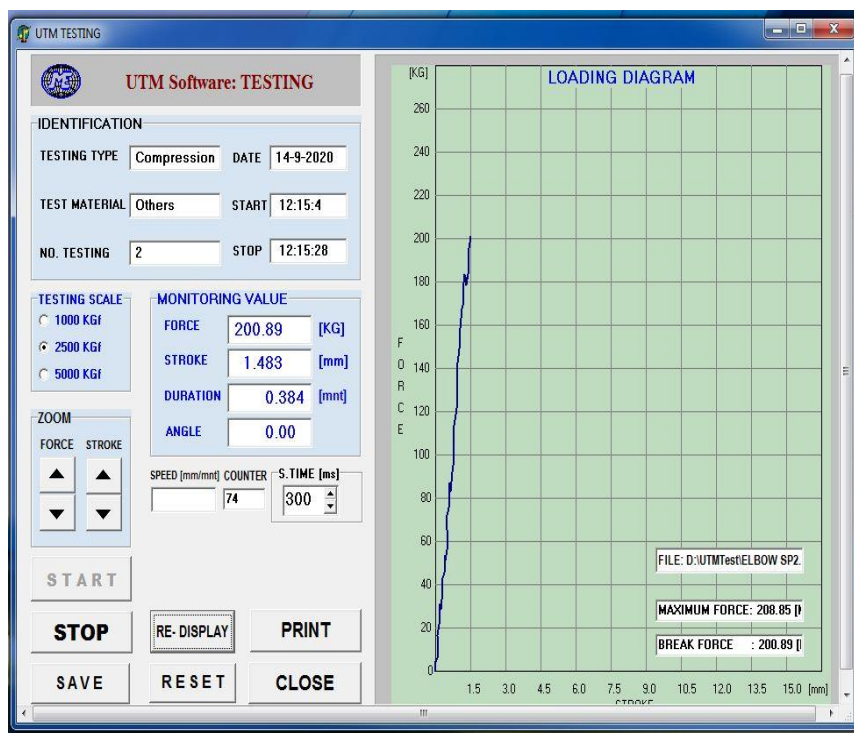 UTM TESTING
UTM Software: TESTING
IDENTIFICATION
TESTING TYPE Compression DATE 14-9-2020
TEST MATERIAL Others START 12:15:4
NO. TESTING 2 STOP 12:15:28
TESTING SCALE
1000 KGf
2500 KGf
5000 KGf
MONITORING VALUE
FORCE 200.89 [KG]
STROKE 1.483 [mm]
DURATION 0.384 [mnt]
ANGLE 0.00
ZOOM
FORCE STROKE
SPEED [mm/mnt] COUNTER S.TIME [ms]
74 300
START
STOP RE- DISPLAY PRINT
SAVE RESET CLOSE
LOADING DIAGRAM
[KG]
260
240
220
200
180
160
140
120
100
80
60
40
20
0
FORCE
FILE: D:\UTMTest\ELBOW SP2.
MAXIMUM FORCE: 208.85 [
BREAK FORCE : 200.89 [
1.5 3.0 4.5 6.0 7.5 9.0 10.5 12.0 13.5 15.0 [mm]
STROKE